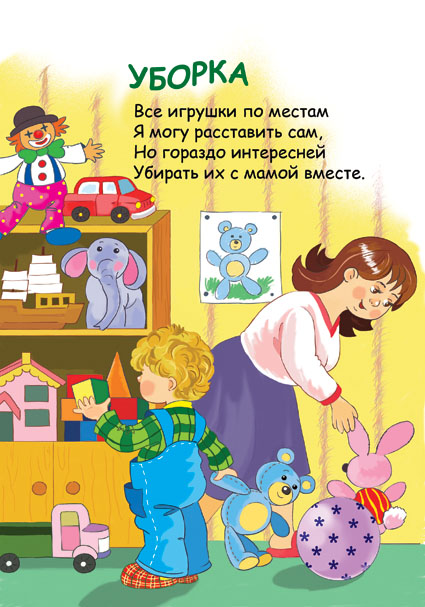 УБОРКА
Все игрушки по местам
Я могу расставить сам,
Но гораздо интересней
Убирать их с мамой вместе.